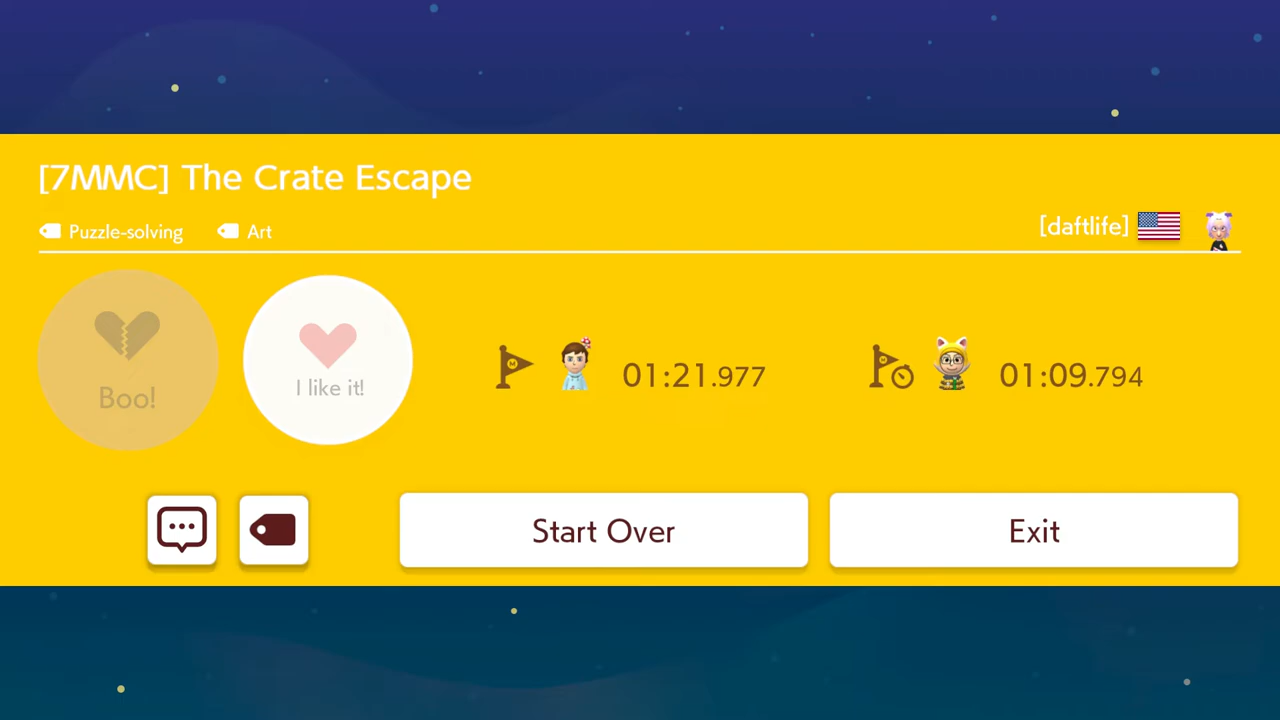 [7MMC] The Crate Escape
Puzzle-solving Art
[daftlife]
Boo!
I like it!
M 01:21.977
M 01:09.794
Start Over
Exit